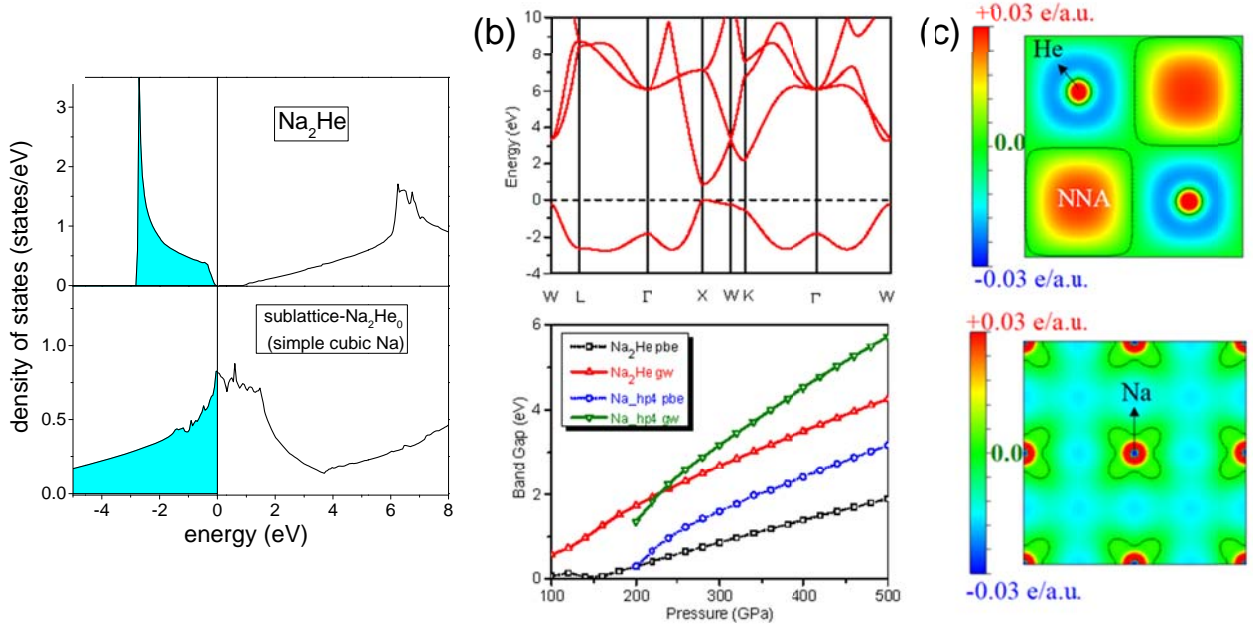 density of states (states/eV)
3
2
1
0
Na₂He
1.0
0.5
0.0
sublattice-Na₂He₀
(simple cubic Na)
-4 -2 0 2 4 6 8
energy (eV)
(b)
Energy (eV)
10
8
6
4
2
0
-2
-4
W L Γ X W K Γ W
Band Gap (eV)
6
4
2
0
Na₂He pbe
Na₂He gw
Na_hp4 pbe
Na_hp4 gw
100 200 300 400 500
Pressure (GPa)
(c)
+0.03 e/a.u.
He
0.0
NNA
-0.03 e/a.u.
+0.03 e/a.u.
Na
0.0
-0.03 e/a.u.